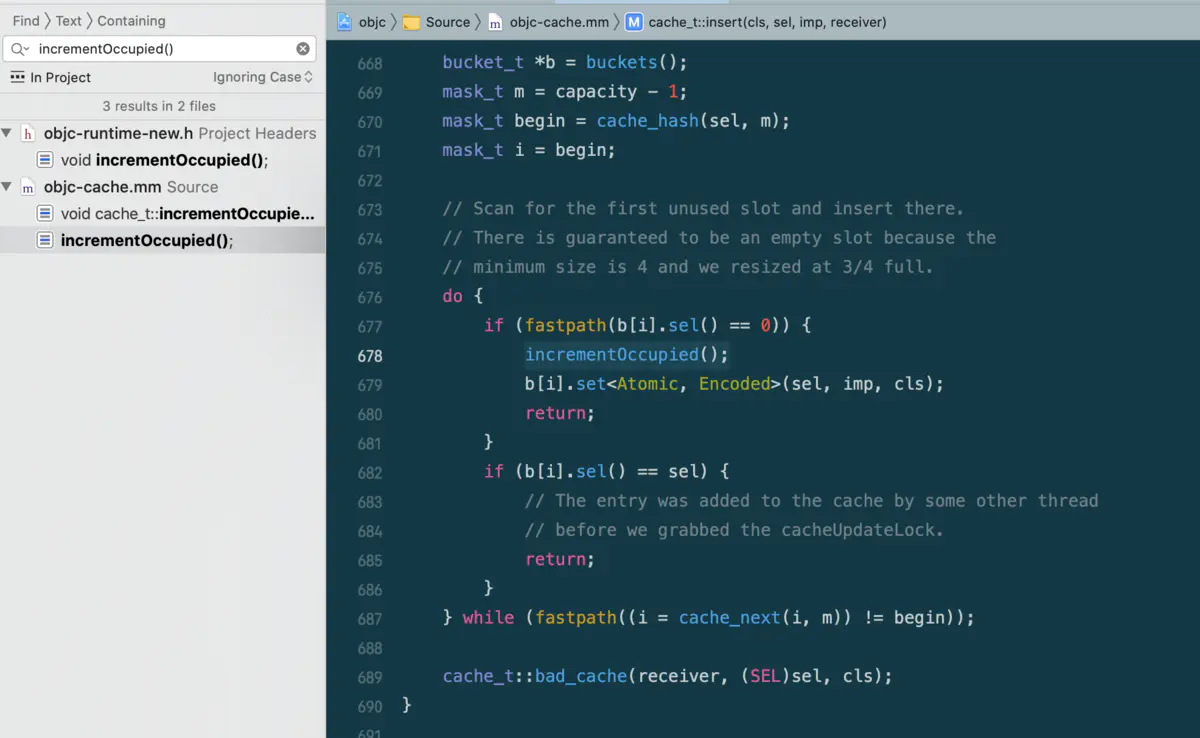 Find > Text > Containing
incrementOccupied()
In Project Ignoring Case
3 results in 2 files
objc-runtime-new.h Project Headers
void incrementOccupied();
objc-cache.mm Source
void cache_t::incrementOccupie...
incrementOccupied();
objc > Source > objc-cache.mm > M cache_t::insert(cls, sel, imp, receiver)
668 bucket_t *b = buckets();
669 mask_t m = capacity - 1;
670 mask_t begin = cache_hash(sel, m);
671 mask_t i = begin;
672
673 // Scan for the first unused slot and insert there.
674 // There is guaranteed to be an empty slot because the
675 // minimum size is 4 and we resized at 3/4 full.
676 do {
677 if (fastpath(b[i].sel() == 0)) {
678 incrementOccupied();
679 b[i].set<Atomic, Encoded>(sel, imp, cls);
680 return;
681 }
682 if (b[i].sel() == sel) {
683 // The entry was added to the cache by some other thread
684 // before we grabbed the cacheUpdateLock.
685 return;
686 }
687 } while (fastpath((i = cache_next(i, m)) != begin));
688
689 cache_t::bad_cache(receiver, (SEL)sel, cls);
690 }
691